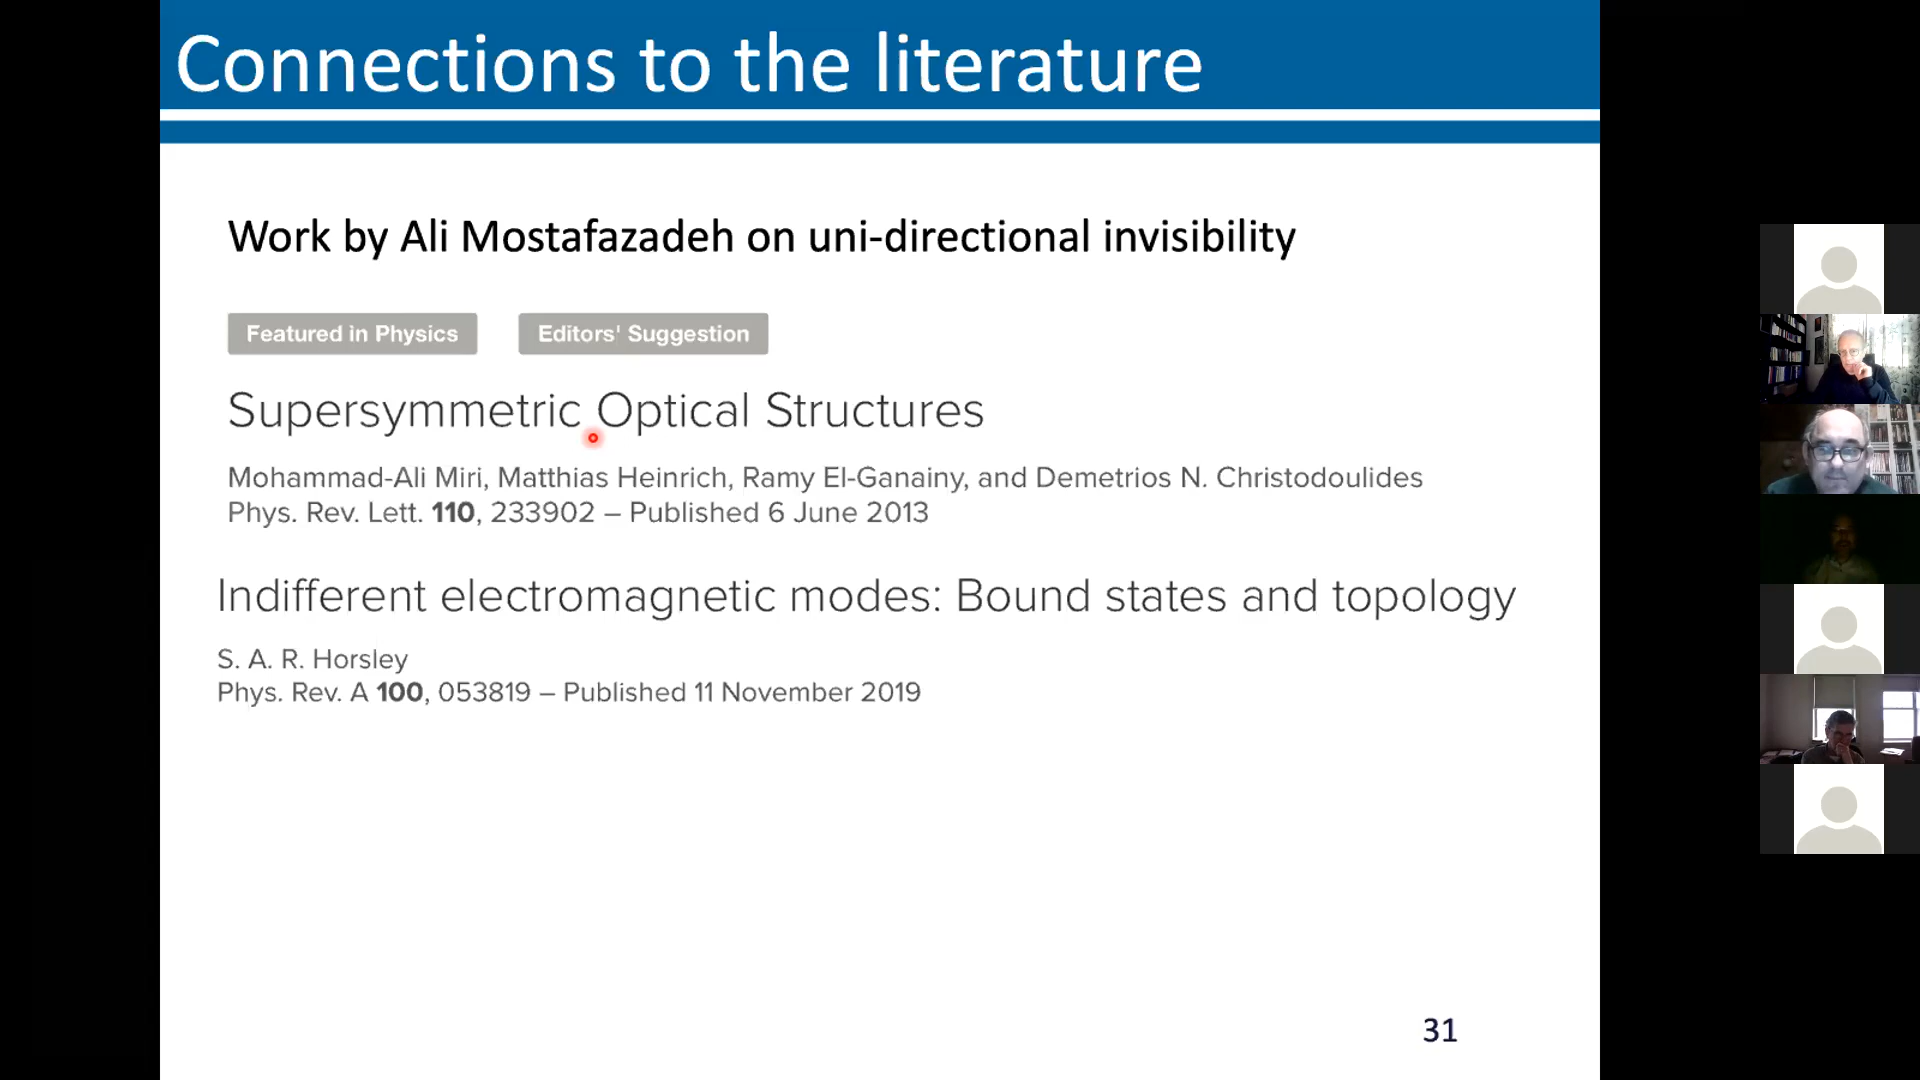 Connections to the literature
Work by Ali Mostafazadeh on uni-directional invisibility
Featured in Physics
Editors' Suggestion
Supersymmetric Optical Structures
Mohammad-Ali Miri, Matthias Heinrich, Ramy El-Ganainy, and Demetrios N. Christodoulides
Phys. Rev. Lett. 110, 233902 – Published 6 June 2013
Indifferent electromagnetic modes: Bound states and topology
S. A. R. Horsley
Phys. Rev. A 100, 053819 – Published 11 November 2019
31